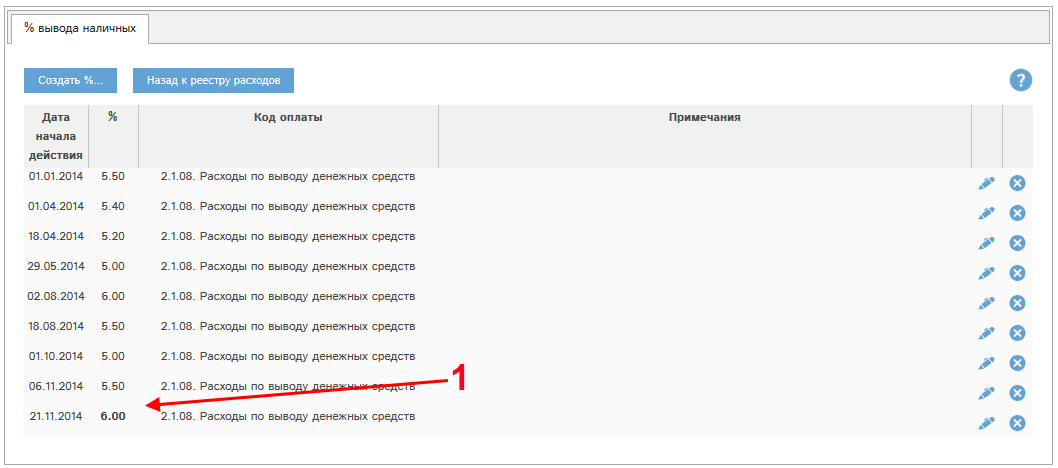 % вывода наличных
Создать %... Назад к реестру расходов ?
Дата начала действия % Код оплаты Примечания
01.01.2014 5.50 2.1.08. Расходы по выводу денежных средств
01.04.2014 5.40 2.1.08. Расходы по выводу денежных средств
18.04.2014 5.20 2.1.08. Расходы по выводу денежных средств
29.05.2014 5.00 2.1.08. Расходы по выводу денежных средств
02.08.2014 6.00 2.1.08. Расходы по выводу денежных средств
18.08.2014 5.50 2.1.08. Расходы по выводу денежных средств
01.10.2014 5.00 2.1.08. Расходы по выводу денежных средств
06.11.2014 5.50 2.1.08. Расходы по выводу денежных средств
1
21.11.2014 6.00 2.1.08. Расходы по выводу денежных средств